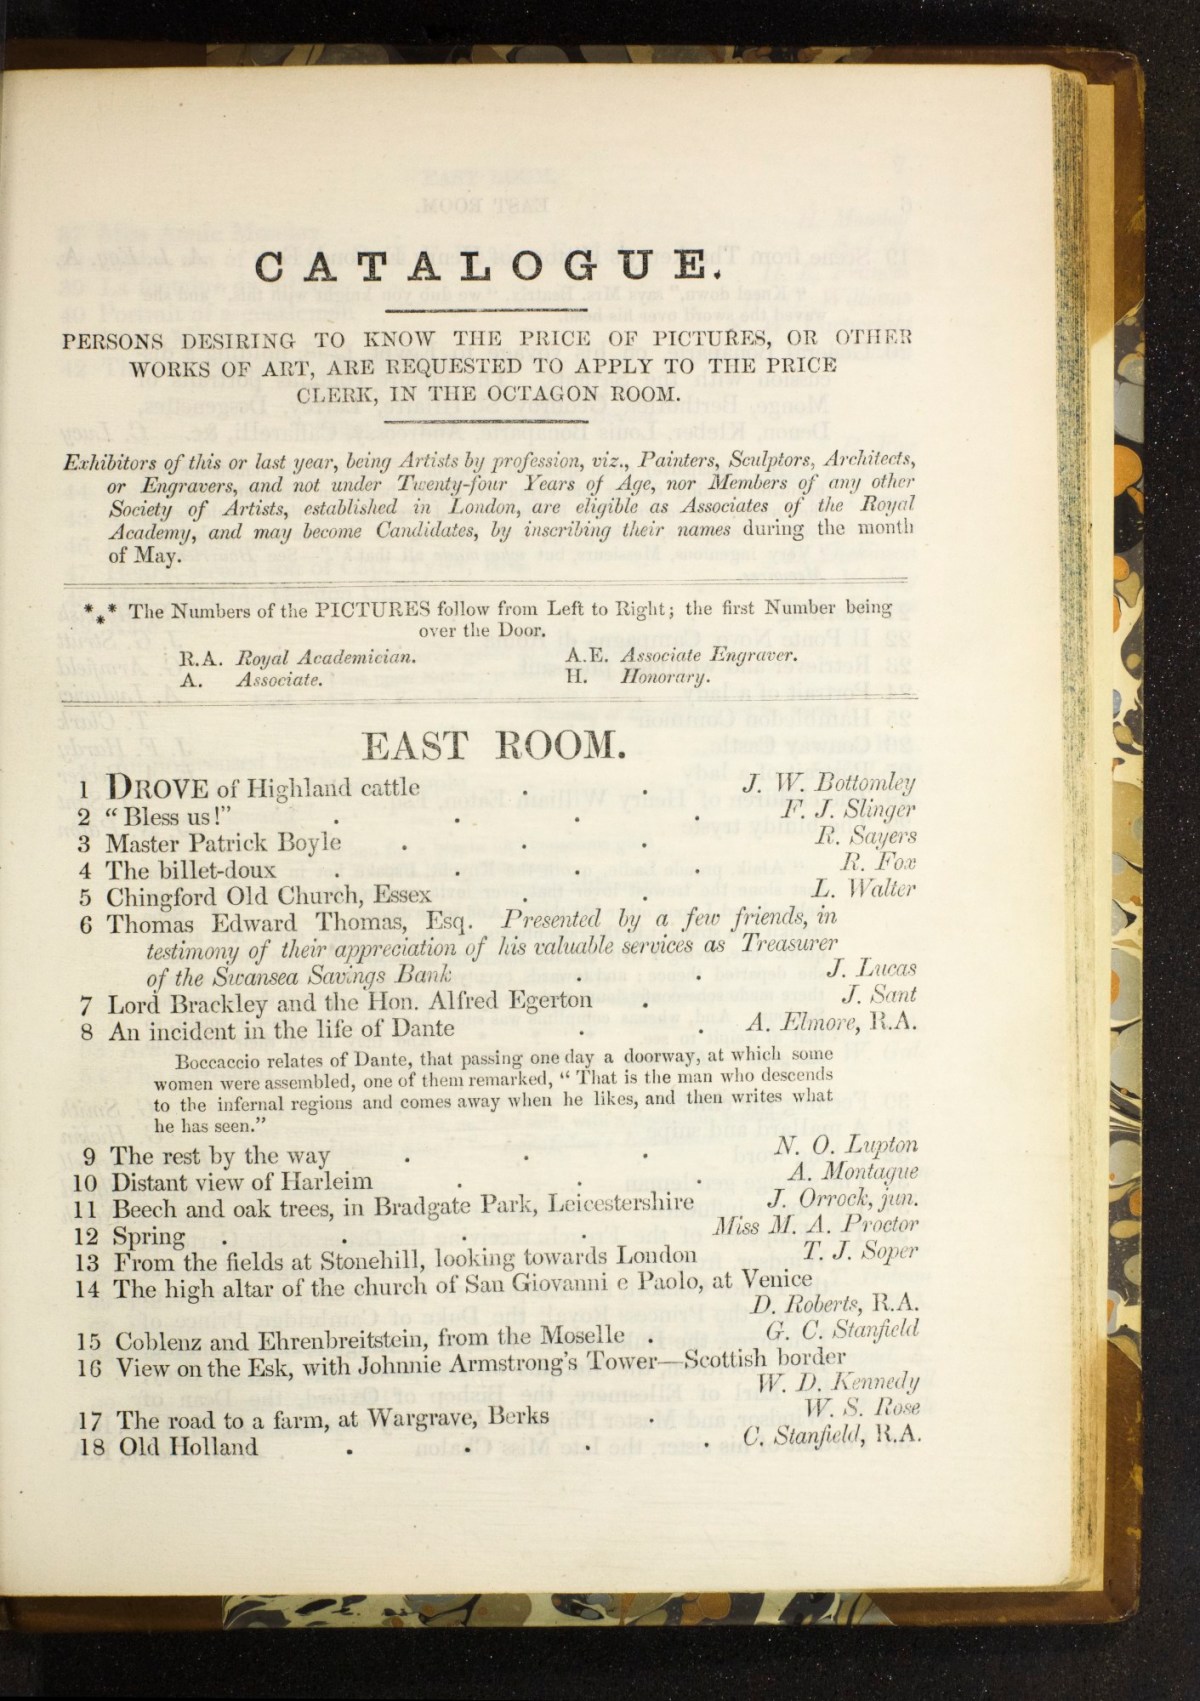 CATALOGUE.
PERSONS DESIRING TO KNOW THE PRICE OF PICTURES, OR OTHER
WORKS OF ART, ARE REQUESTED TO APPLY TO THE PRICE
CLERK, IN THE OCTAGON ROOM.
Exhibitors of this or last year, being Artists by profession, viz., Painters, Sculptors, Architects,
or Engravers, and not under Twenty-four Years of Age, nor Members of any other
Society of Artists, established in London, are eligible as Associates of the Royal
Academy, and may become Candidates, by inscribing their names during the month
of May.
*⁎* The Numbers of the PICTURES follow from Left to Right; the first Number being
over the Door.
R.A. Royal Academician. A.E. Associate Engraver.
A. Associate. H. Honorary.
EAST ROOM.
1 DROVE of Highland cattle . . J. W. Bottomley
2 "Bless us!" . . . . F. J. Slinger
3 Master Patrick Boyle . . . R. Sayers
4 The billet-doux . . . . R. Fox
5 Chingford Old Church, Essex . . L. Walter
6 Thomas Edward Thomas, Esq. Presented by a few friends, in
testimony of their appreciation of his valuable services as Treasurer
of the Swansea Savings Bank . . J. Lucas
7 Lord Brackley and the Hon. Alfred Egerton . J. Sant
8 An incident in the life of Dante . . A. Elmore, R.A.
Boccaccio relates of Dante, that passing one day a doorway, at which some
women were assembled, one of them remarked, "That is the man who descends
to the infernal regions and comes away when he likes, and then writes what
he has seen."
9 The rest by the way . . . N. O. Lupton
10 Distant view of Harleim . . . A. Montague
11 Beech and oak trees, in Bradgate Park, Leicestershire J. Orrock, jun.
12 Spring . . . . Miss M. A. Proctor
13 From the fields at Stonehill, looking towards London T. J. Soper
14 The high altar of the church of San Giovanni e Paolo, at Venice
D. Roberts, R.A.
15 Coblenz and Ehrenbreitstein, from the Moselle . G. C. Stanfield
16 View on the Esk, with Johnnie Armstrong's Tower—Scottish border
W. D. Kennedy
17 The road to a farm, at Wargrave, Berks . W. S. Rose
18 Old Holland . . . . C. Stanfield, R.A.